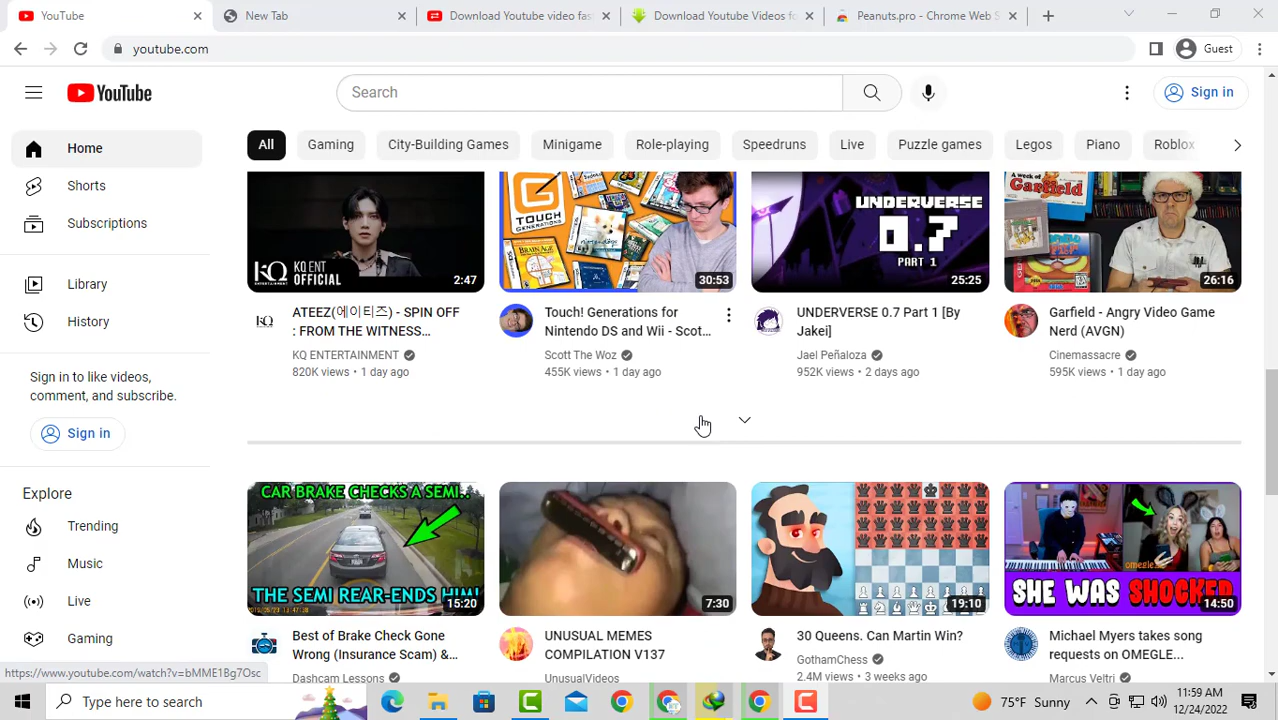 YouTube
New Tab
Download Youtube video fas
Download Youtube Videos fo
Peanuts.pro - Chrome Web S
youtube.com
Guest
YouTube
Search
Sign in
Home
Shorts
Subscriptions
Library
History
Sign in to like videos,
comment, and subscribe.
Sign in
Explore
Trending
Music
Live
Gaming
All
Gaming
City-Building Games
Minigame
Role-playing
Speedruns
Live
Puzzle games
Legos
Piano
Roblox
KQ ENT
OFFICIAL
2:47
TOUCH
GENERATIONS
BRAIN AGE
nintendogs
30:53
UNDERVERSE
0.7
PART 1
25:25
A WEEK OF
Garfield
26:16
KQ
ATEEZ(에이티즈) - SPIN OFF
: FROM THE WITNESS...
KQ ENTERTAINMENT
820K views • 1 day ago
Touch! Generations for
Nintendo DS and Wii - Scot...
Scott The Woz
455K views • 1 day ago
UNDERVERSE 0.7 Part 1 [By
Jakei]
Jael Peñaloza
952K views • 2 days ago
Garfield - Angry Video Game
Nerd (AVGN)
Cinemassacre
595K views • 1 day ago
CAR BRAKE CHECKS A SEMI..
THE SEMI REAR-ENDS HIM
15:20
7:30
19:10
omegle
SHE WAS SHOCKED
14:50
Best of Brake Check Gone
Wrong (Insurance Scam) &...
Dashcam Lessons
UNUSUAL MEMES
COMPILATION V137
UnusualVideos
30 Queens. Can Martin Win?
GothamChess
2.4M views • 3 weeks ago
Michael Myers takes song
requests on OMEGLE...
Marcus Veltri
https://www.youtube.com/watch?v=bMME1Bg7Osc
Type here to search
75°F Sunny
11:59 AM
12/24/2022